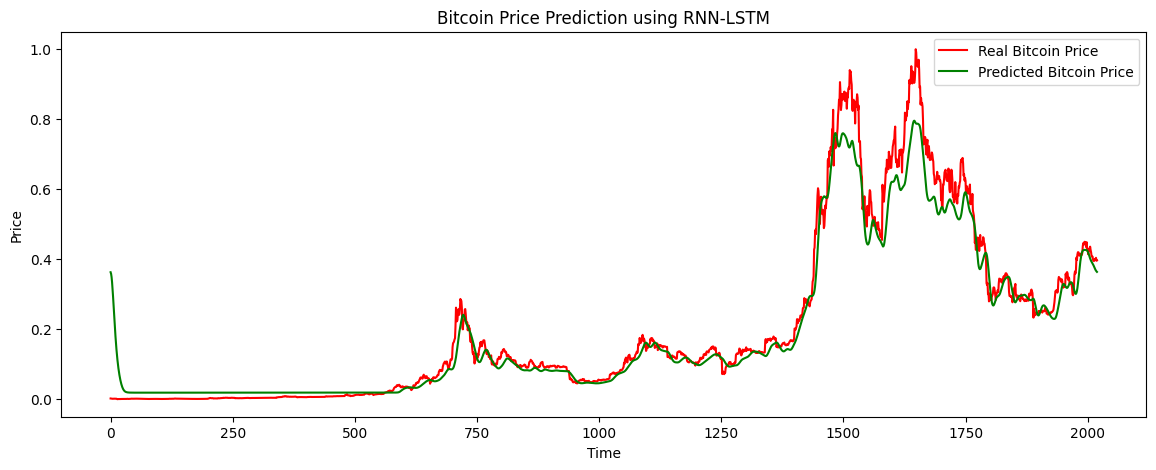 Bitcoin Price Prediction using RNN-LSTM
Real Bitcoin Price
Predicted Bitcoin Price
Price
1.0
0.8
0.6
0.4
0.2
0.0
0 250 500 750 1000 1250 1500 1750 2000
Time